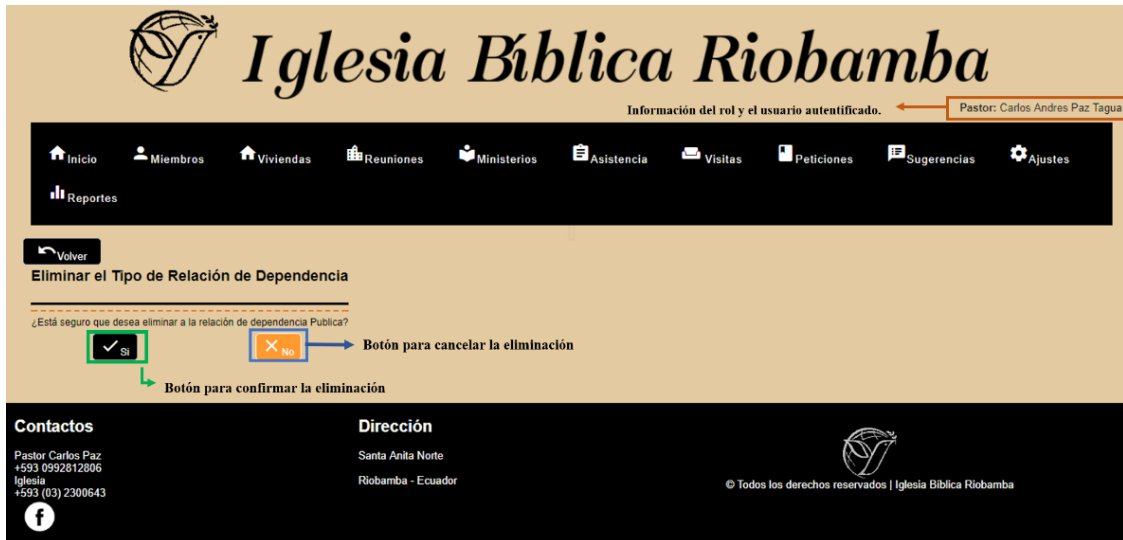 Iglesia Bíblica Riobamba
Información del rol y el usuario autentificado.
Pastor: Carlos Andres Paz Tagua
Inicio Miembros Viviendas Reuniones Ministerios Asistencia Visitas Peticiones Sugerencias Ajustes
Reportes
Volver
Eliminar el Tipo de Relación de Dependencia
¿Está seguro que desea eliminar a la relación de dependencia Publica?
Si No Botón para cancelar la eliminación
Botón para confirmar la eliminación
Contactos
Pastor Carlos Paz
+593 0992812806
Iglesia
+593 (03) 2300643
Dirección
Santa Anita Norte
Riobamba - Ecuador
© Todos los derechos reservados | Iglesia Bíblica Riobamba